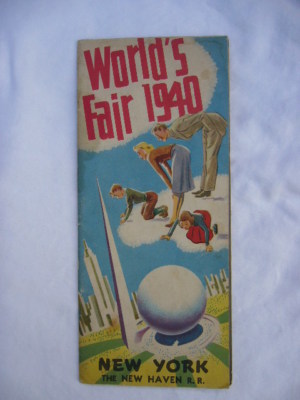 World's
Fair 1940
NEW YORK
THE NEW HAVEN R.R.